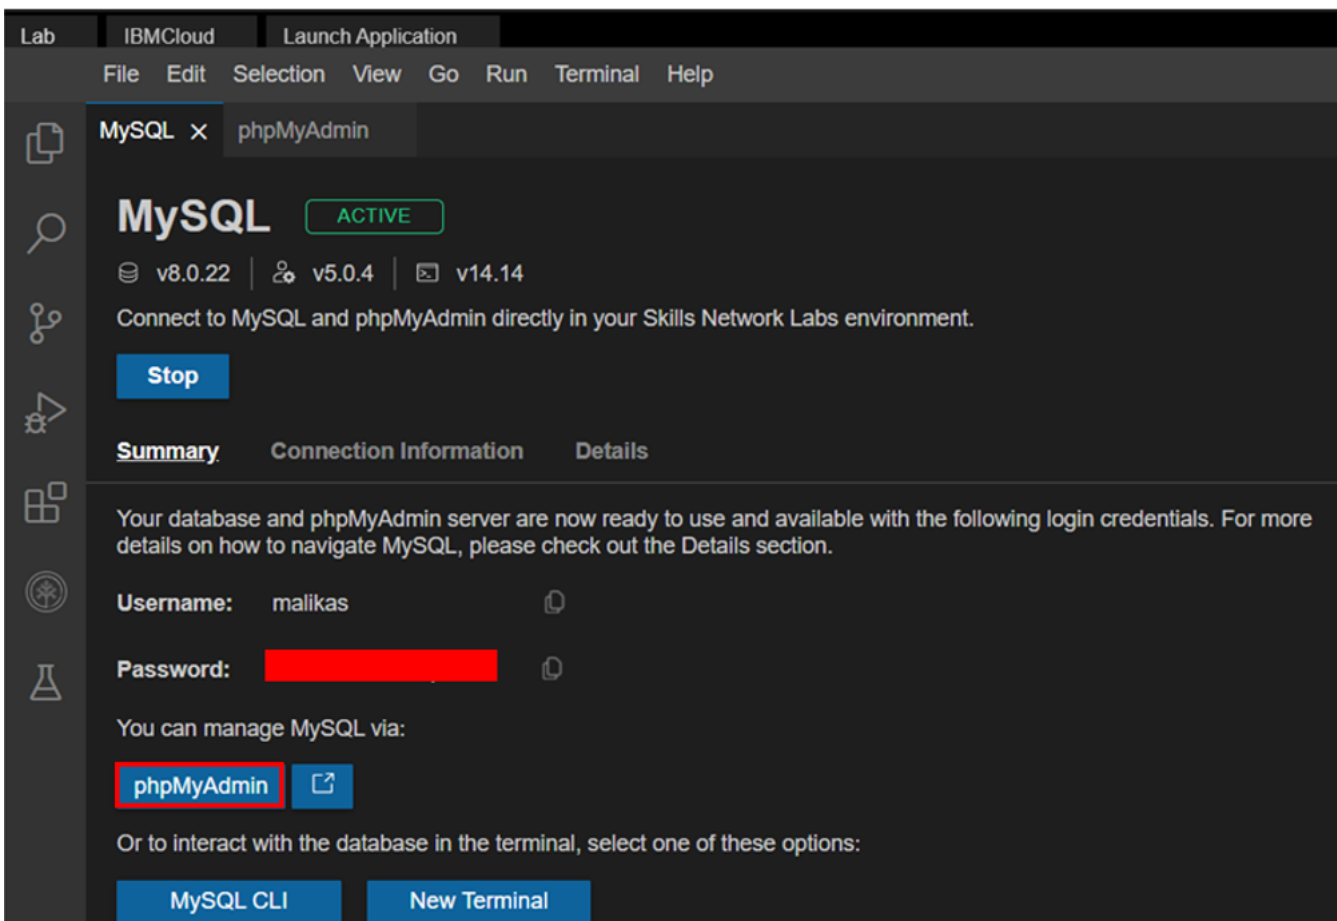 Lab IBMCloud Launch Application
File Edit Selection View Go Run Terminal Help
MySQL × phpMyAdmin
MySQL ACTIVE
v8.0.22 v5.0.4 v14.14
Connect to MySQL and phpMyAdmin directly in your Skills Network Labs environment.
Stop
Summary Connection Information Details
Your database and phpMyAdmin server are now ready to use and available with the following login credentials. For more
details on how to navigate MySQL, please check out the Details section.
Username: malikas
Password:
You can manage MySQL via:
phpMyAdmin
Or to interact with the database in the terminal, select one of these options:
MySQL CLI New Terminal